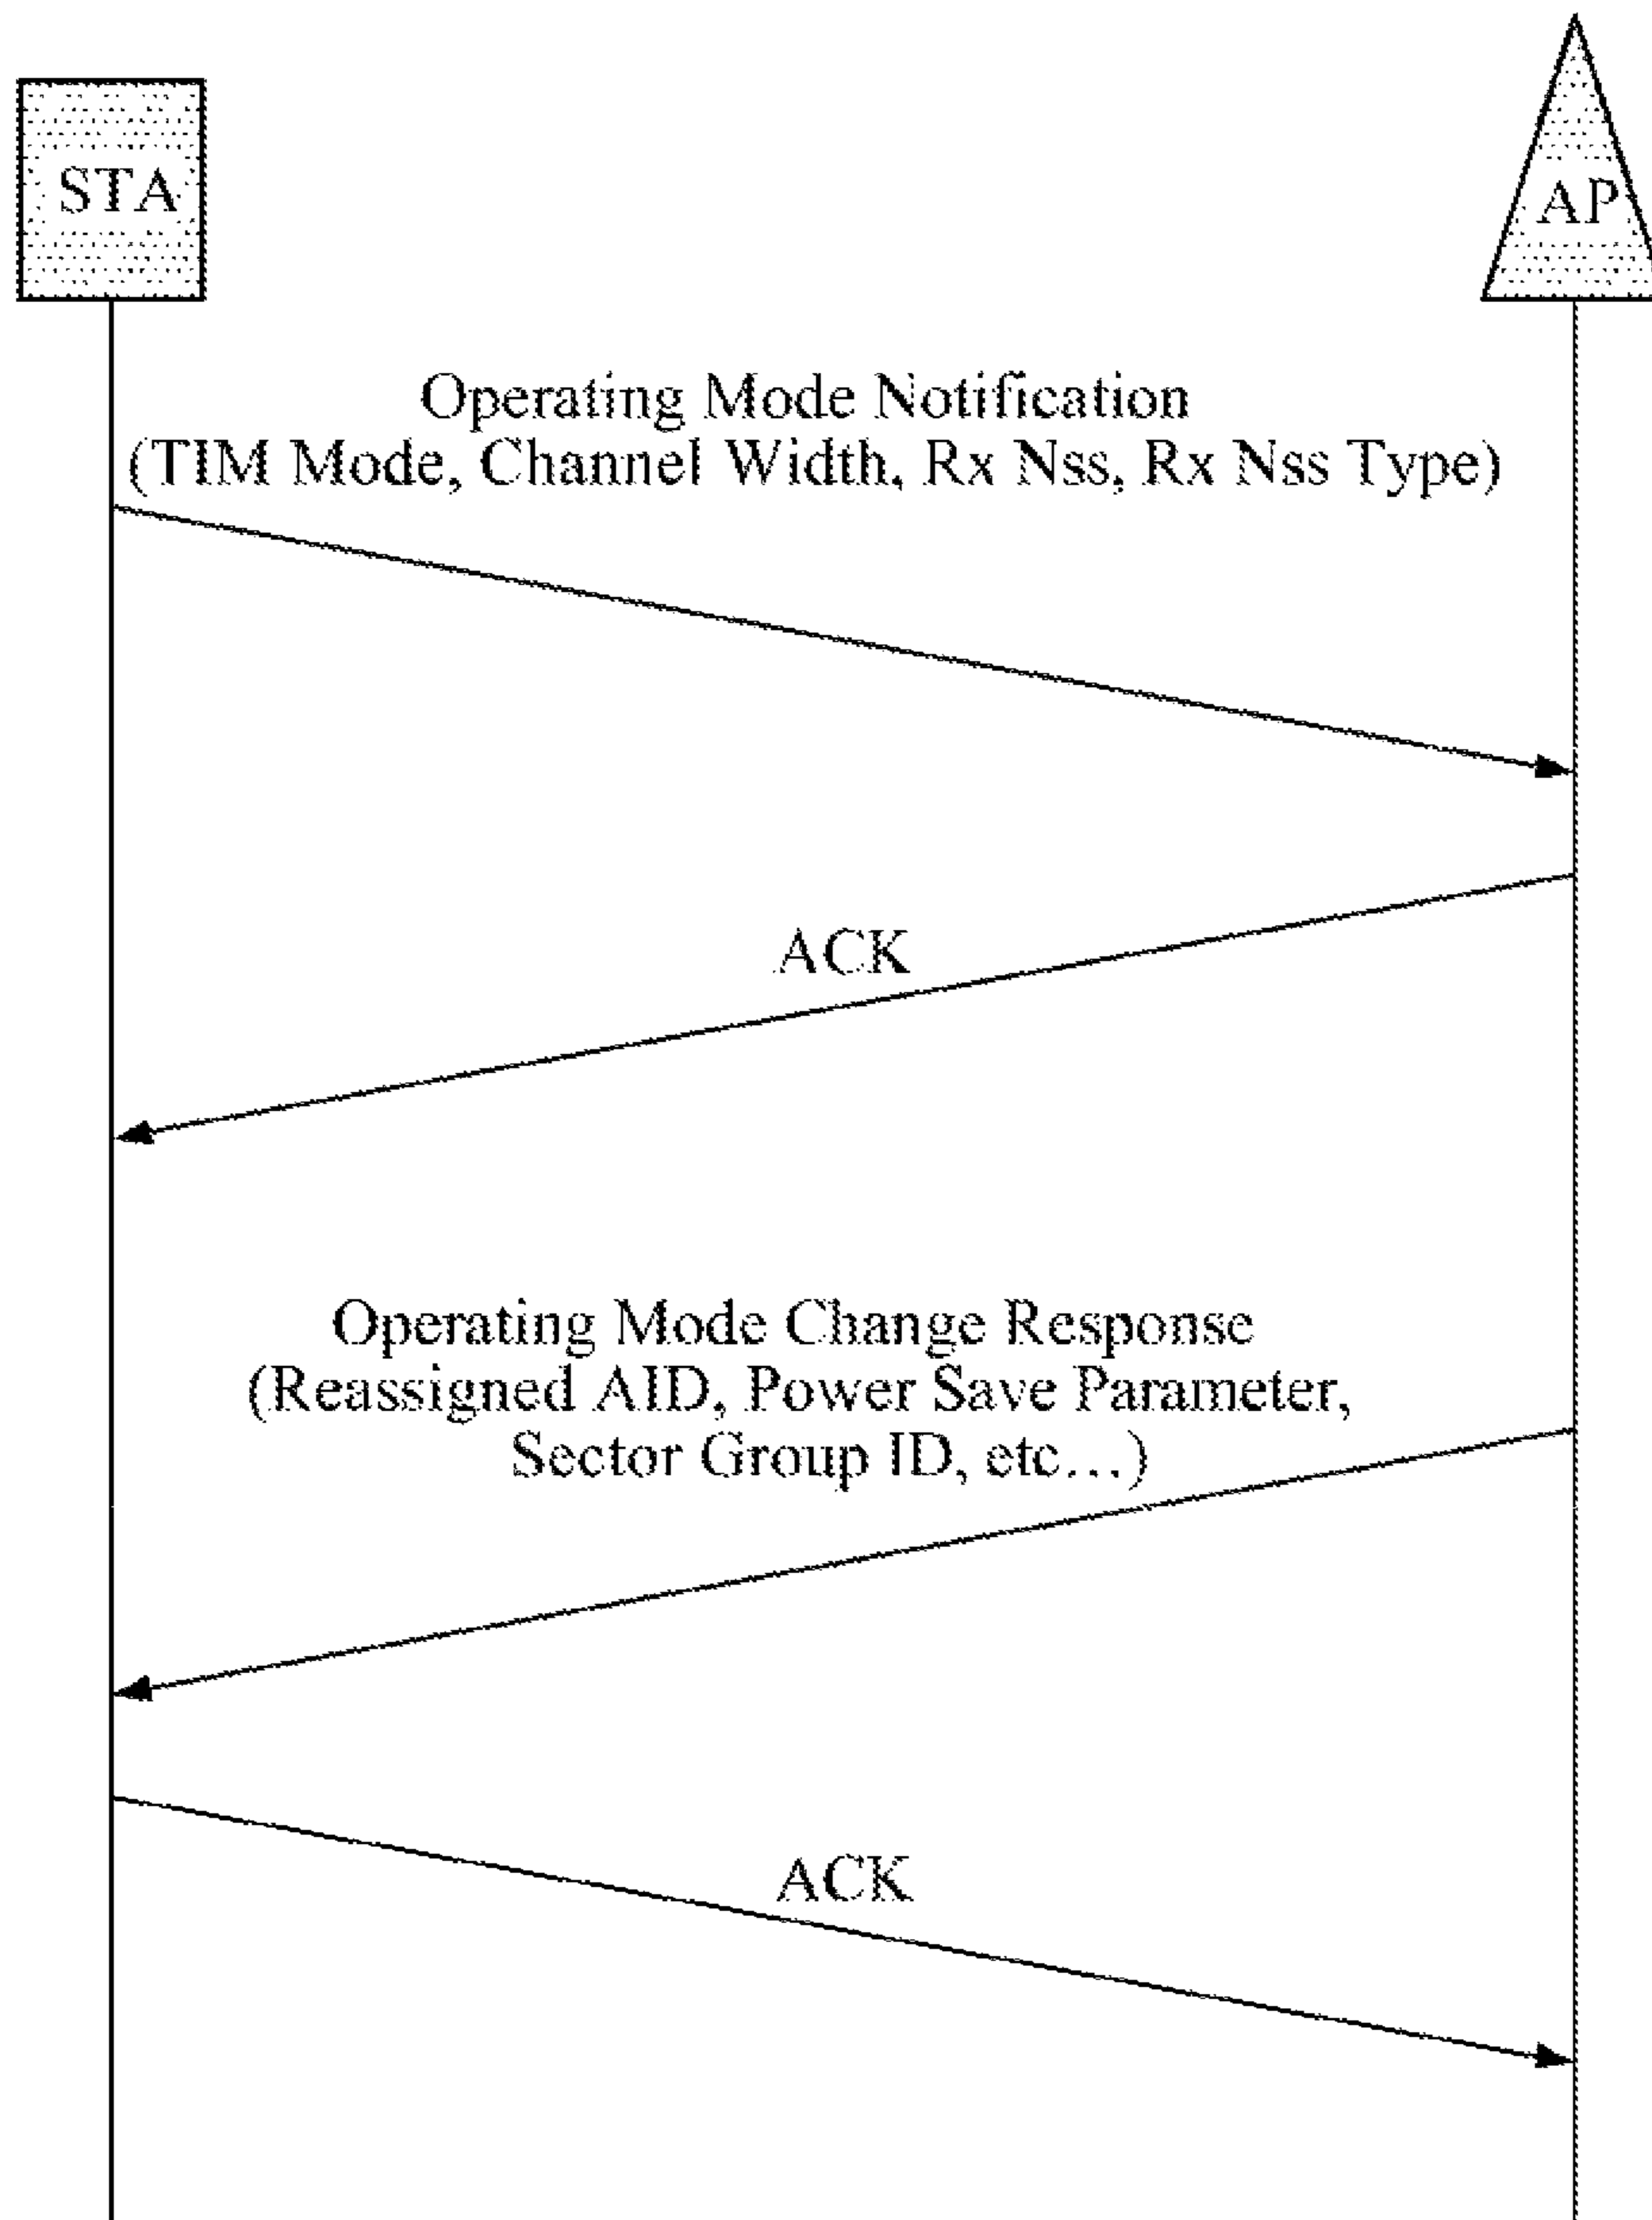 STA
AP
Operating Mode Notification
(TIM Mode, Channel Width, Rx Nss, Rx Nss Type)
ACK
Operating Mode Change Response
(Reassigned AID, Power Save Parameter,
Sector Group ID, etc...)
ACK